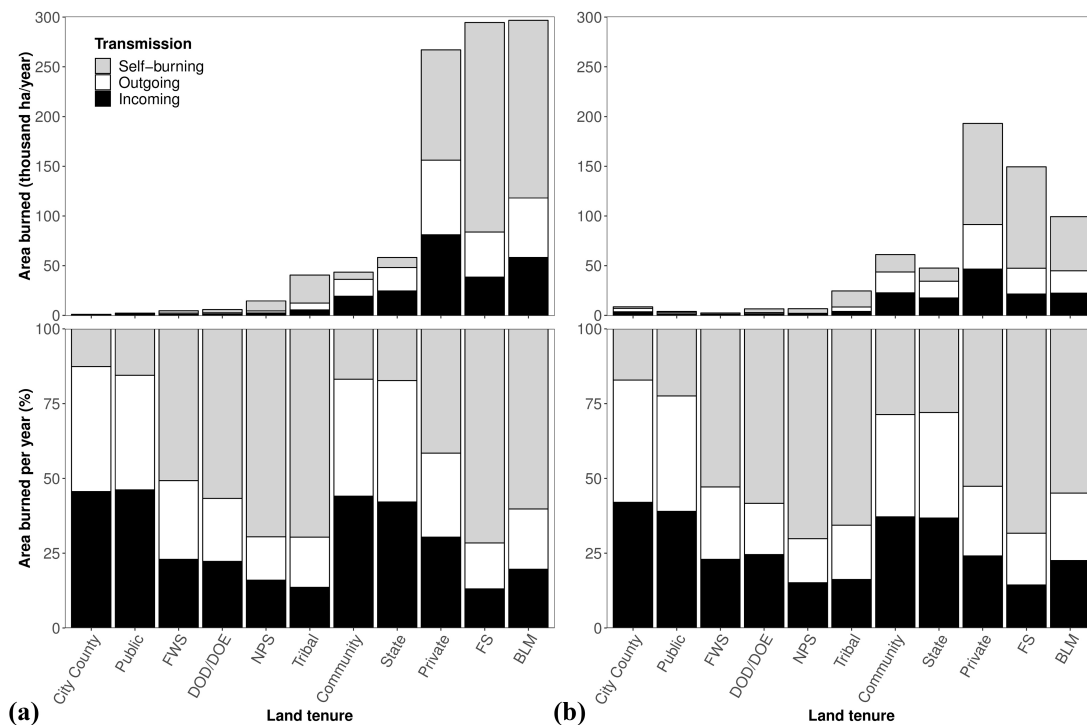 Area burned (thousand ha/year)
300
250
200
150
100
50
0
Transmission
Self-burning
Outgoing
Incoming
300
250
200
150
100
50
0
Area burned per year (%)
100
75
50
25
0
100
75
50
25
0
City County
Public
FWS
DOD/DOE
NPS
Tribal
Community
State
Private
FS
BLM
City County
Public
FWS
DOD/DOE
NPS
Tribal
Community
State
Private
FS
BLM
(a) Land tenure
(b) Land tenure